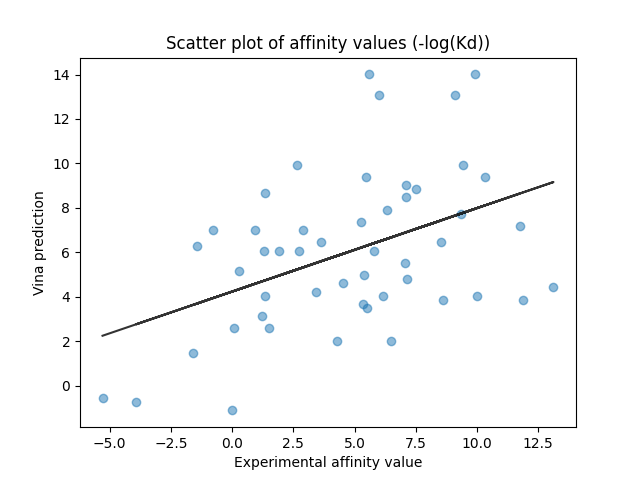 Scatter plot of affinity values (-log(Kd))
14
12
10
8
6
4
2
0
Vina prediction
−5.0 −2.5 0.0 2.5 5.0 7.5 10.0 12.5
Experimental affinity value